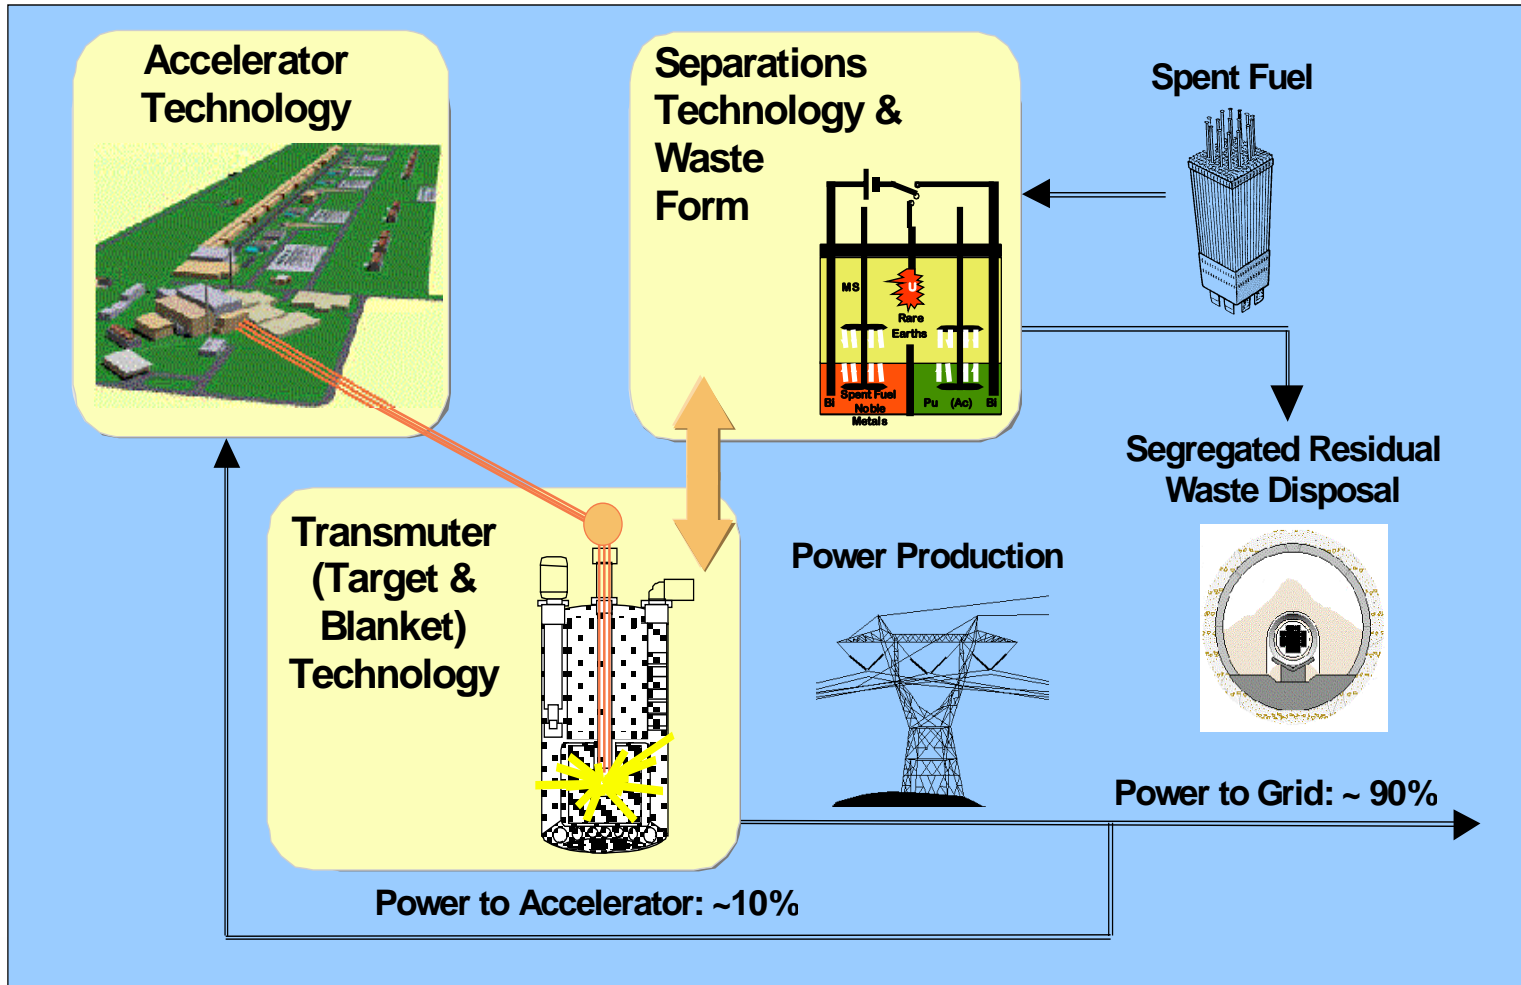 Accelerator
Technology
Separations
Technology &
Waste
Form
Spent Fuel
MS
U
Rare
Earths
Bi
Spent Fuel
Noble
Metals
Pu
(Ac)
Bi
Segregated Residual
Waste Disposal
Transmuter
(Target &
Blanket)
Technology
Power Production
Power to Grid: ~ 90%
Power to Accelerator: ~10%